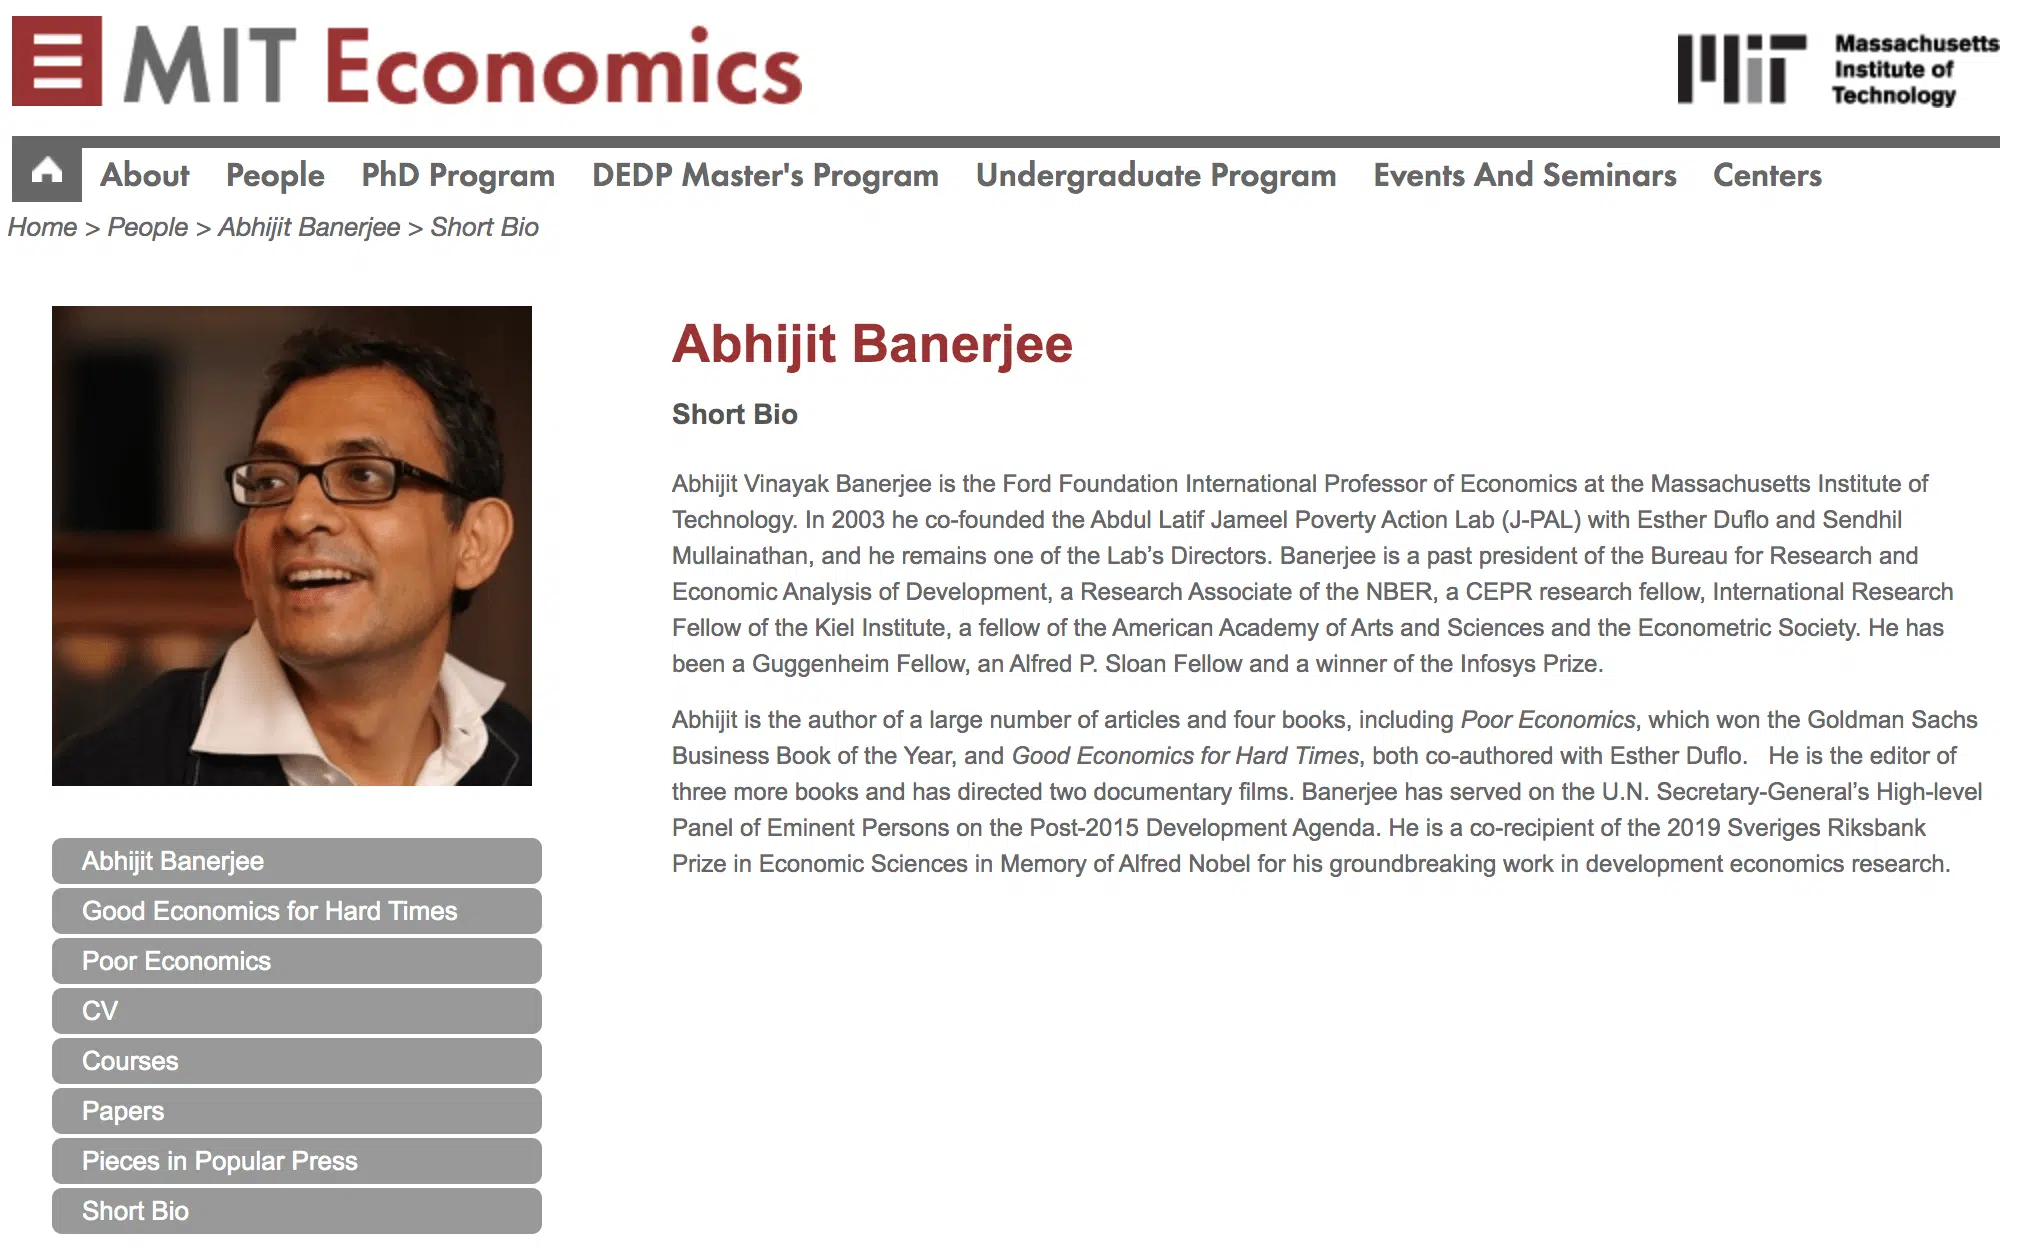 MIT Economics
Massachusetts
Institute of
Technology
About People PhD Program DEDP Master's Program Undergraduate Program Events And Seminars Centers
Home > People > Abhijit Banerjee > Short Bio
Abhijit Banerjee
Short Bio
Abhijit Vinayak Banerjee is the Ford Foundation International Professor of Economics at the Massachusetts Institute of
Technology. In 2003 he co-founded the Abdul Latif Jameel Poverty Action Lab (J-PAL) with Esther Duflo and Sendhil
Mullainathan, and he remains one of the Lab’s Directors. Banerjee is a past president of the Bureau for Research and
Economic Analysis of Development, a Research Associate of the NBER, a CEPR research fellow, International Research
Fellow of the Kiel Institute, a fellow of the American Academy of Arts and Sciences and the Econometric Society. He has
been a Guggenheim Fellow, an Alfred P. Sloan Fellow and a winner of the Infosys Prize.
Abhijit is the author of a large number of articles and four books, including Poor Economics, which won the Goldman Sachs
Business Book of the Year, and Good Economics for Hard Times, both co-authored with Esther Duflo. He is the editor of
three more books and has directed two documentary films. Banerjee has served on the U.N. Secretary-General’s High-level
Panel of Eminent Persons on the Post-2015 Development Agenda. He is a co-recipient of the 2019 Sveriges Riksbank
Prize in Economic Sciences in Memory of Alfred Nobel for his groundbreaking work in development economics research.
Abhijit Banerjee
Good Economics for Hard Times
Poor Economics
CV
Courses
Papers
Pieces in Popular Press
Short Bio